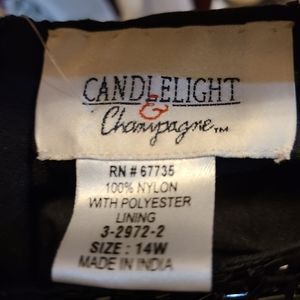 CANDLELIGHT
&
Champagne™
RN # 67735
100% NYLON
WITH POLYESTER
LINING
3-2972-2
SIZE : 14W
MADE IN INDIA